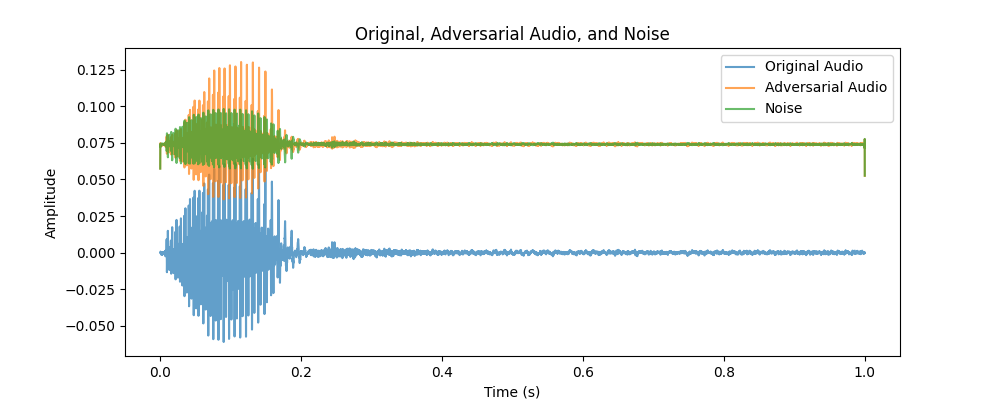 Original, Adversarial Audio, and Noise
Original Audio
Adversarial Audio
Noise
Amplitude
0.125
0.100
0.075
0.050
0.025
0.000
−0.025
−0.050
0.0
0.2
0.4
0.6
0.8
1.0
Time (s)